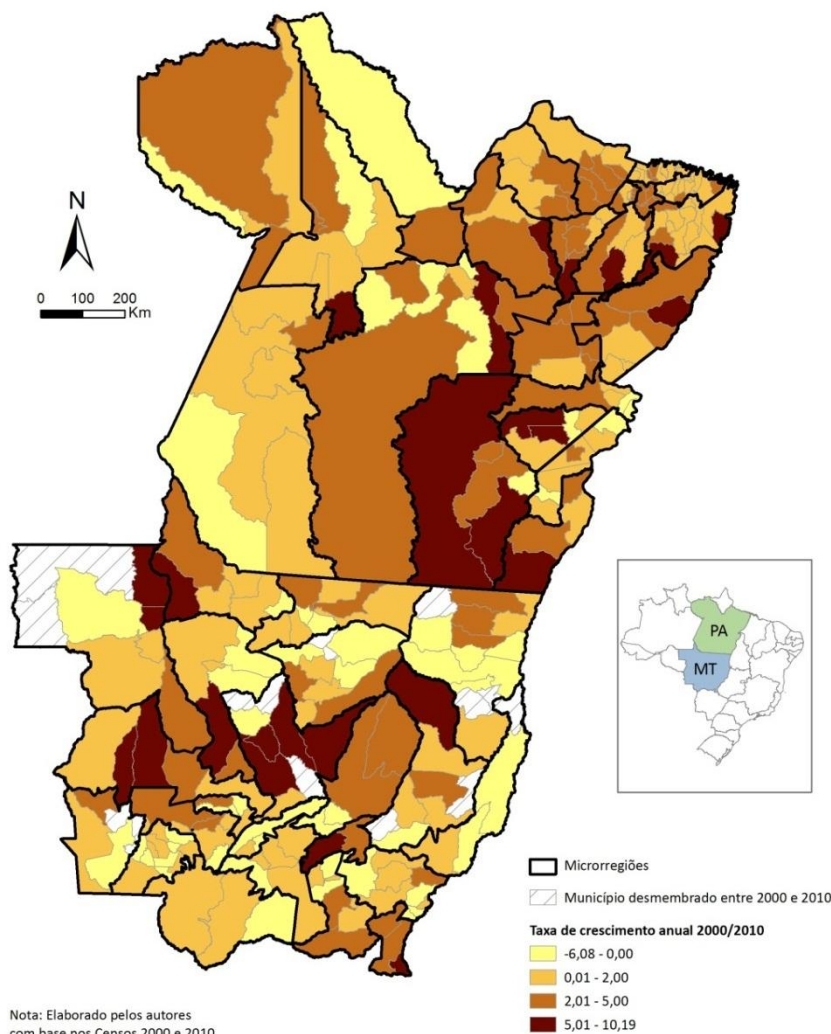 N
0 100 200
Km
PA
MT
Microrregiões
Município desmembrado entre 2000 e 2010
Taxa de crescimento anual 2000/2010
-6,08 - 0,00
0,01 - 2,00
2,01 - 5,00
5,01 - 10,19
Nota: Elaborado pelos autores
com base nos Censos 2000 e 2010